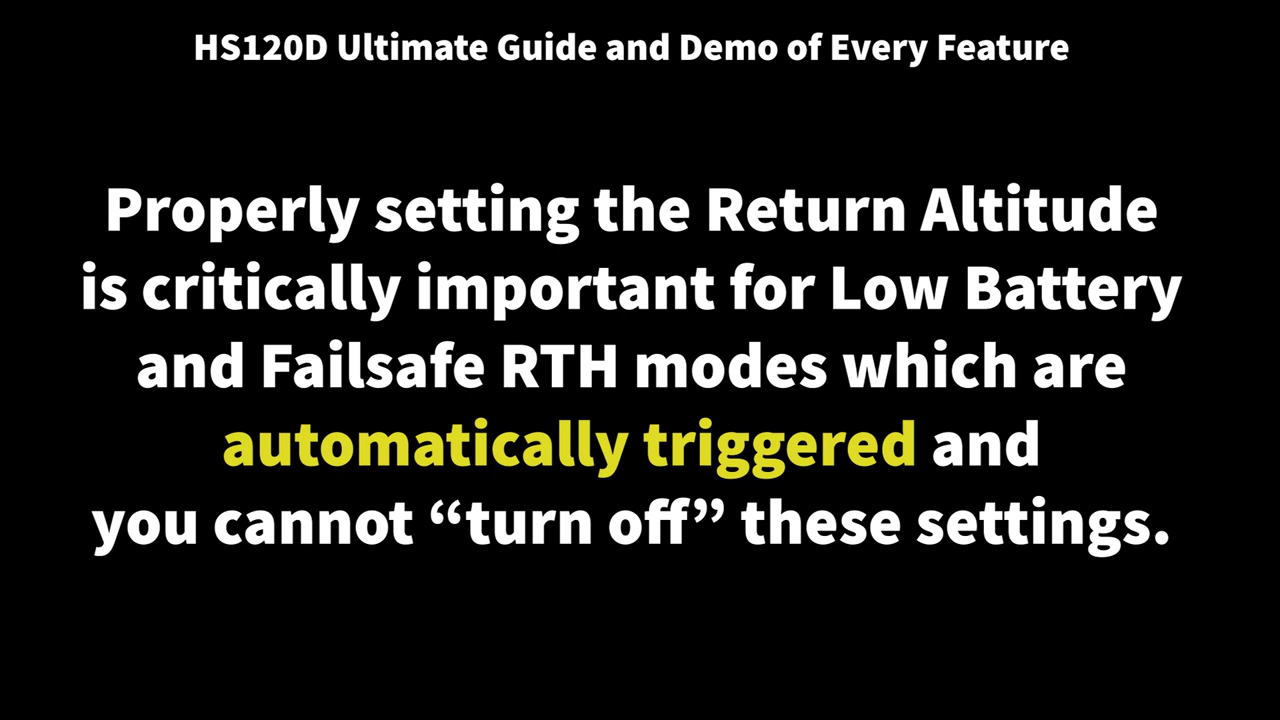 HS120D Ultimate Guide and Demo of Every Feature
Properly setting the Return Altitude
is critically important for Low Battery
and Failsafe RTH modes which are
automatically triggered and
you cannot “turn off” these settings.